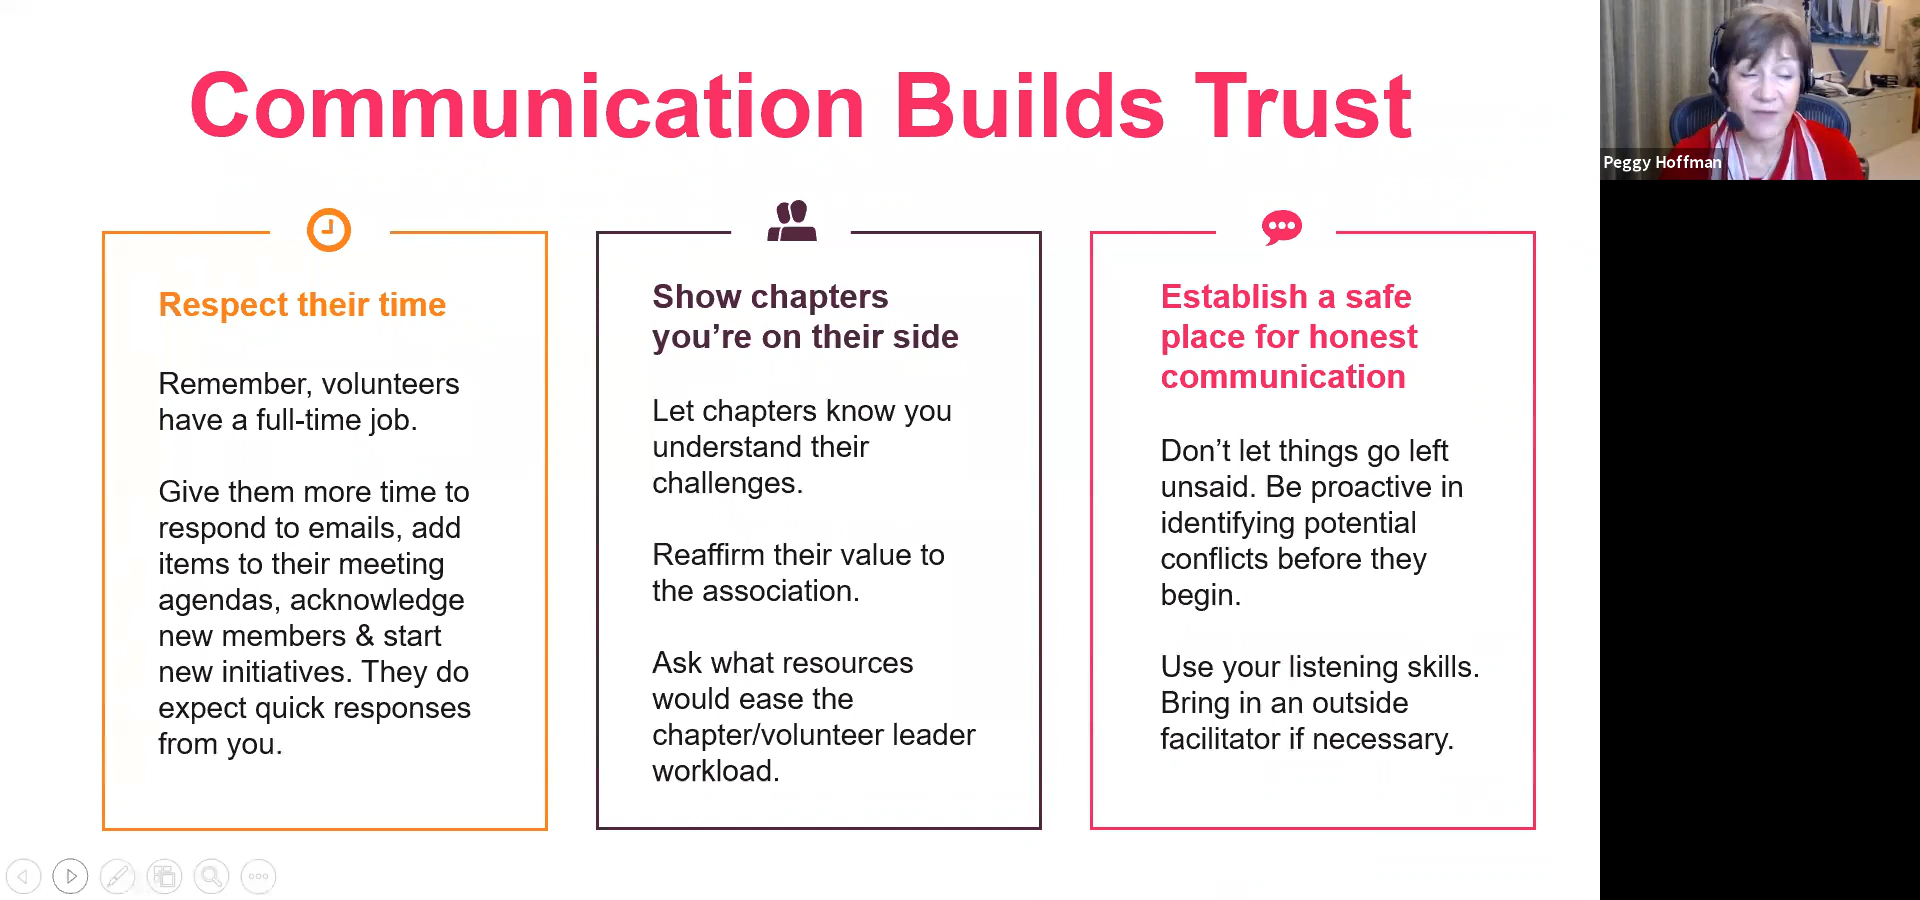 Communication Builds Trust
Respect their time
Remember, volunteers
have a full-time job.
Give them more time to
respond to emails, add
items to their meeting
agendas, acknowledge
new members & start
new initiatives. They do
expect quick responses
from you.
Show chapters
you’re on their side
Let chapters know you
understand their
challenges.
Reaffirm their value to
the association.
Ask what resources
would ease the
chapter/volunteer leader
workload.
Establish a safe
place for honest
communication
Don’t let things go left
unsaid. Be proactive in
identifying potential
conflicts before they
begin.
Use your listening skills.
Bring in an outside
facilitator if necessary.
Peggy Hoffman